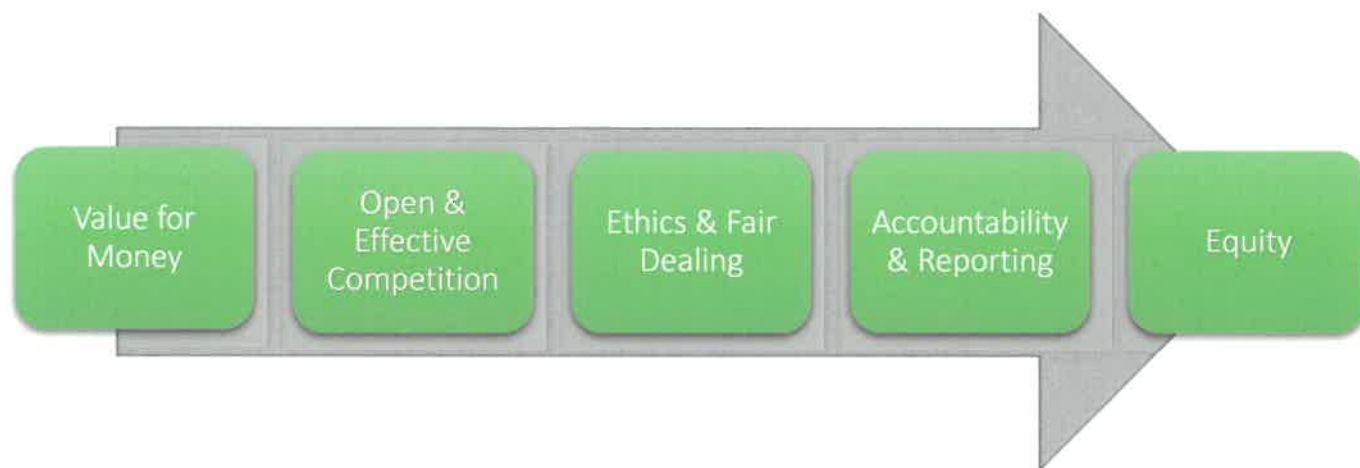 Value for
Money
Open &
Effective
Competition
Ethics & Fair
Dealing
Accountability
& Reporting
Equity